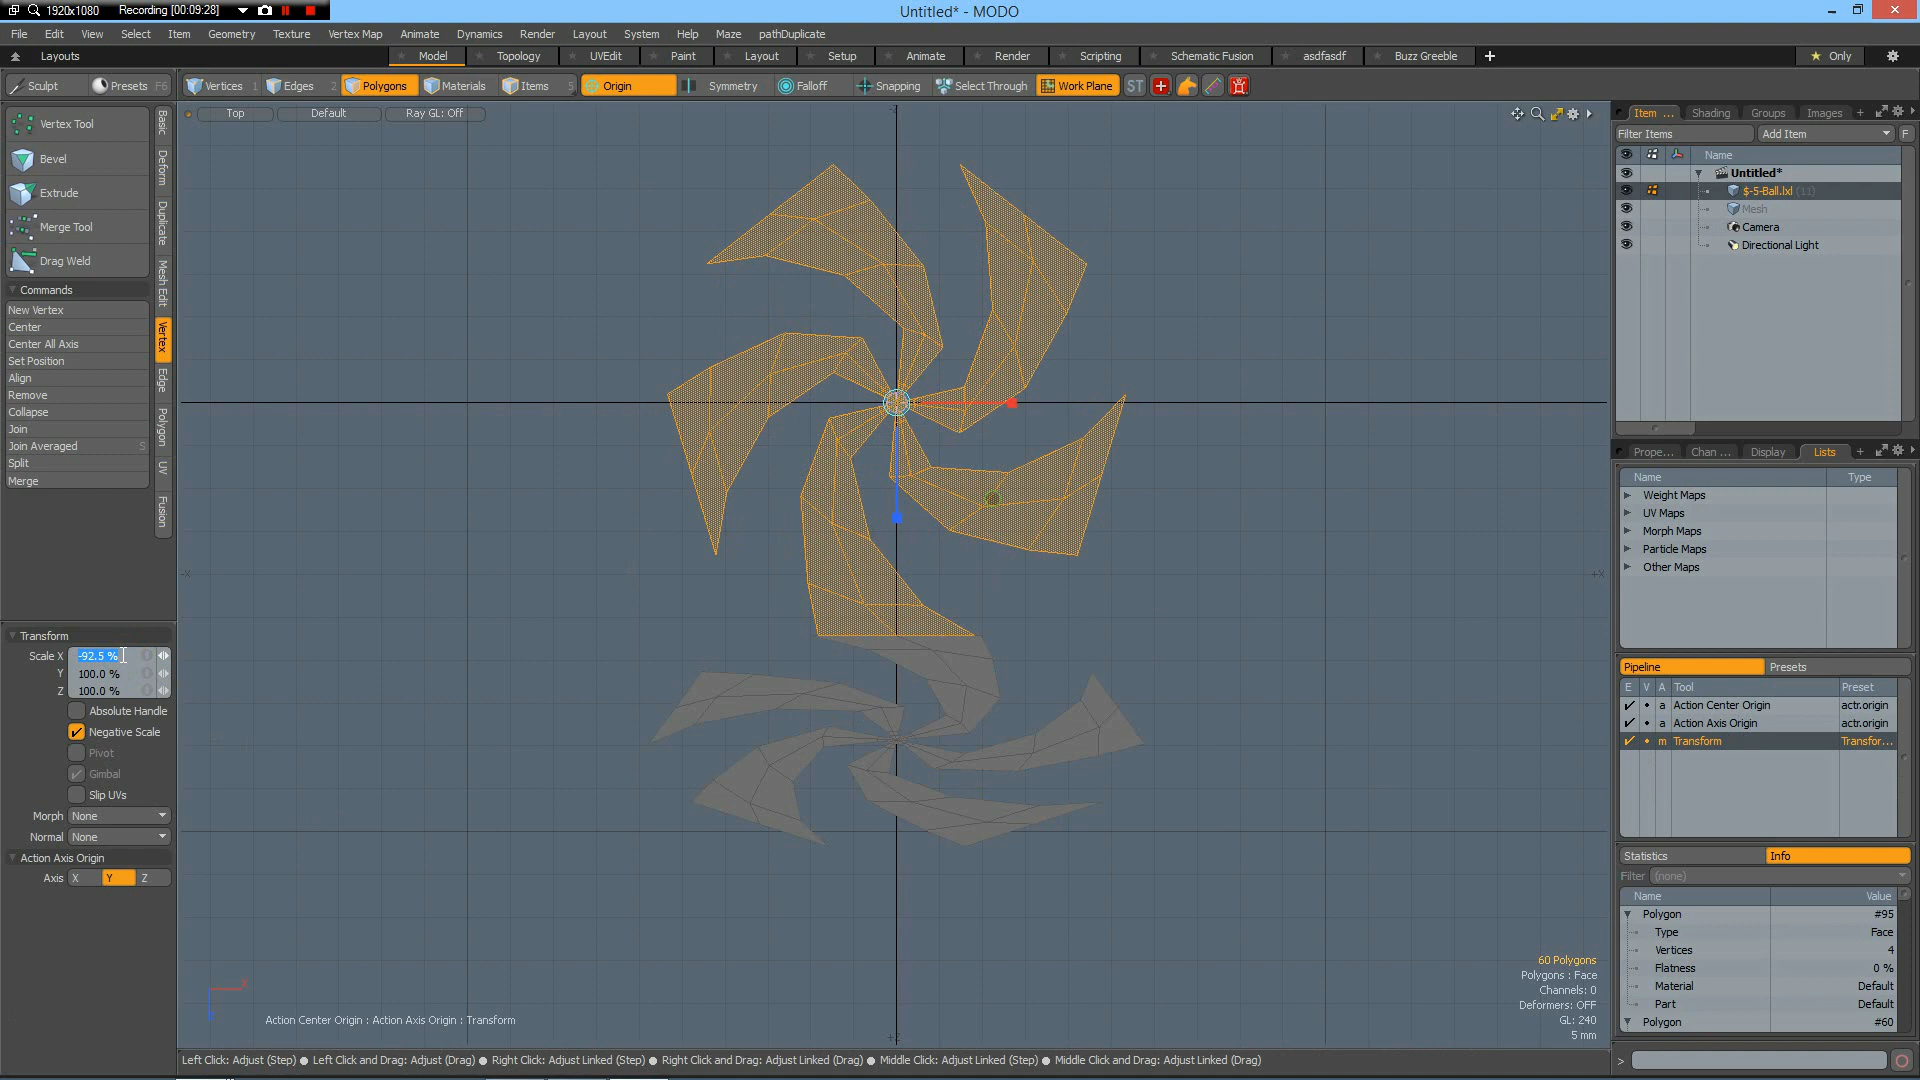 1920x1080 Recording [00:09:28]
Untitled* - MODO
File Edit View Select Item Geometry Texture Vertex Map Animate Dynamics Render Layout System Help Maze pathDuplicate
Layouts Model Topology UVEdit Paint Layout Setup Animate Render Scripting Schematic Fusion asdfasdf Buzz Greeble + Only
Sculpt Presets F6 Vertices 1 Edges 2 Polygons Materials Items 5 Origin Symmetry Falloff Snapping Select Through Work Plane ST
Top Default Ray GL: Off
Vertex Tool
Bevel
Extrude
Merge Tool
Drag Weld
Commands
New Vertex
Center
Center All Axis
Set Position
Align
Remove
Collapse
Join
Join Averaged S
Split
Merge
Basic
Deform
Duplicate
Mesh Edit
Vertex
Edge
Polygon
UV
Fusion
Transform
Scale X -92.5 %
Y 100.0 %
Z 100.0 %
Absolute Handle
Negative Scale
Pivot
Gimbal
Slip UVs
Morph None
Normal None
Action Axis Origin
Axis X Y Z
-X
+X
X
60 Polygons
Polygons : Face
Channels: 0
Deformers: OFF
GL: 240
5 mm
Action Center Origin : Action Axis Origin : Transform
Left Click: Adjust (Step) ● Left Click and Drag: Adjust (Drag) ● Right Click: Adjust Linked (Step) ● Right Click and Drag: Adjust Linked (Drag) ● Middle Click: Adjust Linked (Step) ● Middle Click and Drag: Adjust Linked (Drag)
Item ... Shading Groups Images +
Filter Items Add Item F
Name
Untitled*
$-5-Ball.lxl (11)
Mesh
Camera
Directional Light
Prope... Chan ... Display Lists +
Name Type
Weight Maps
UV Maps
Morph Maps
Particle Maps
Other Maps
Pipeline Presets
E V A Tool Preset
a Action Center Origin actr.origin
a Action Axis Origin actr.origin
m Transform Transfor...
Statistics Info
Filter (none)
Name Value
Polygon #95
Type Face
Vertices 4
Flatness 0 %
Material Default
Part Default
Polygon #60
>